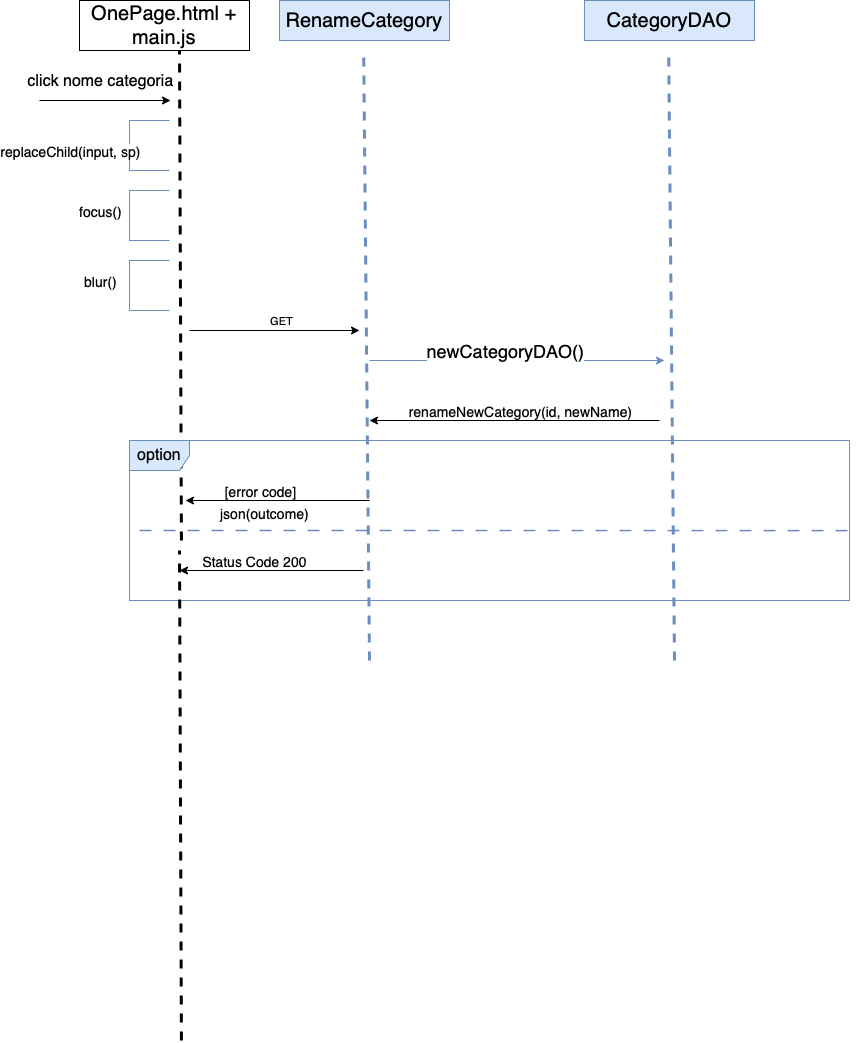 OnePage.html +
main.js
RenameCategory
CategoryDAO
click nome categoria
replaceChild(input, sp)
focus()
blur()
GET
newCategoryDAO()
renameNewCategory(id, newName)
option
[error code]
json(outcome)
Status Code 200